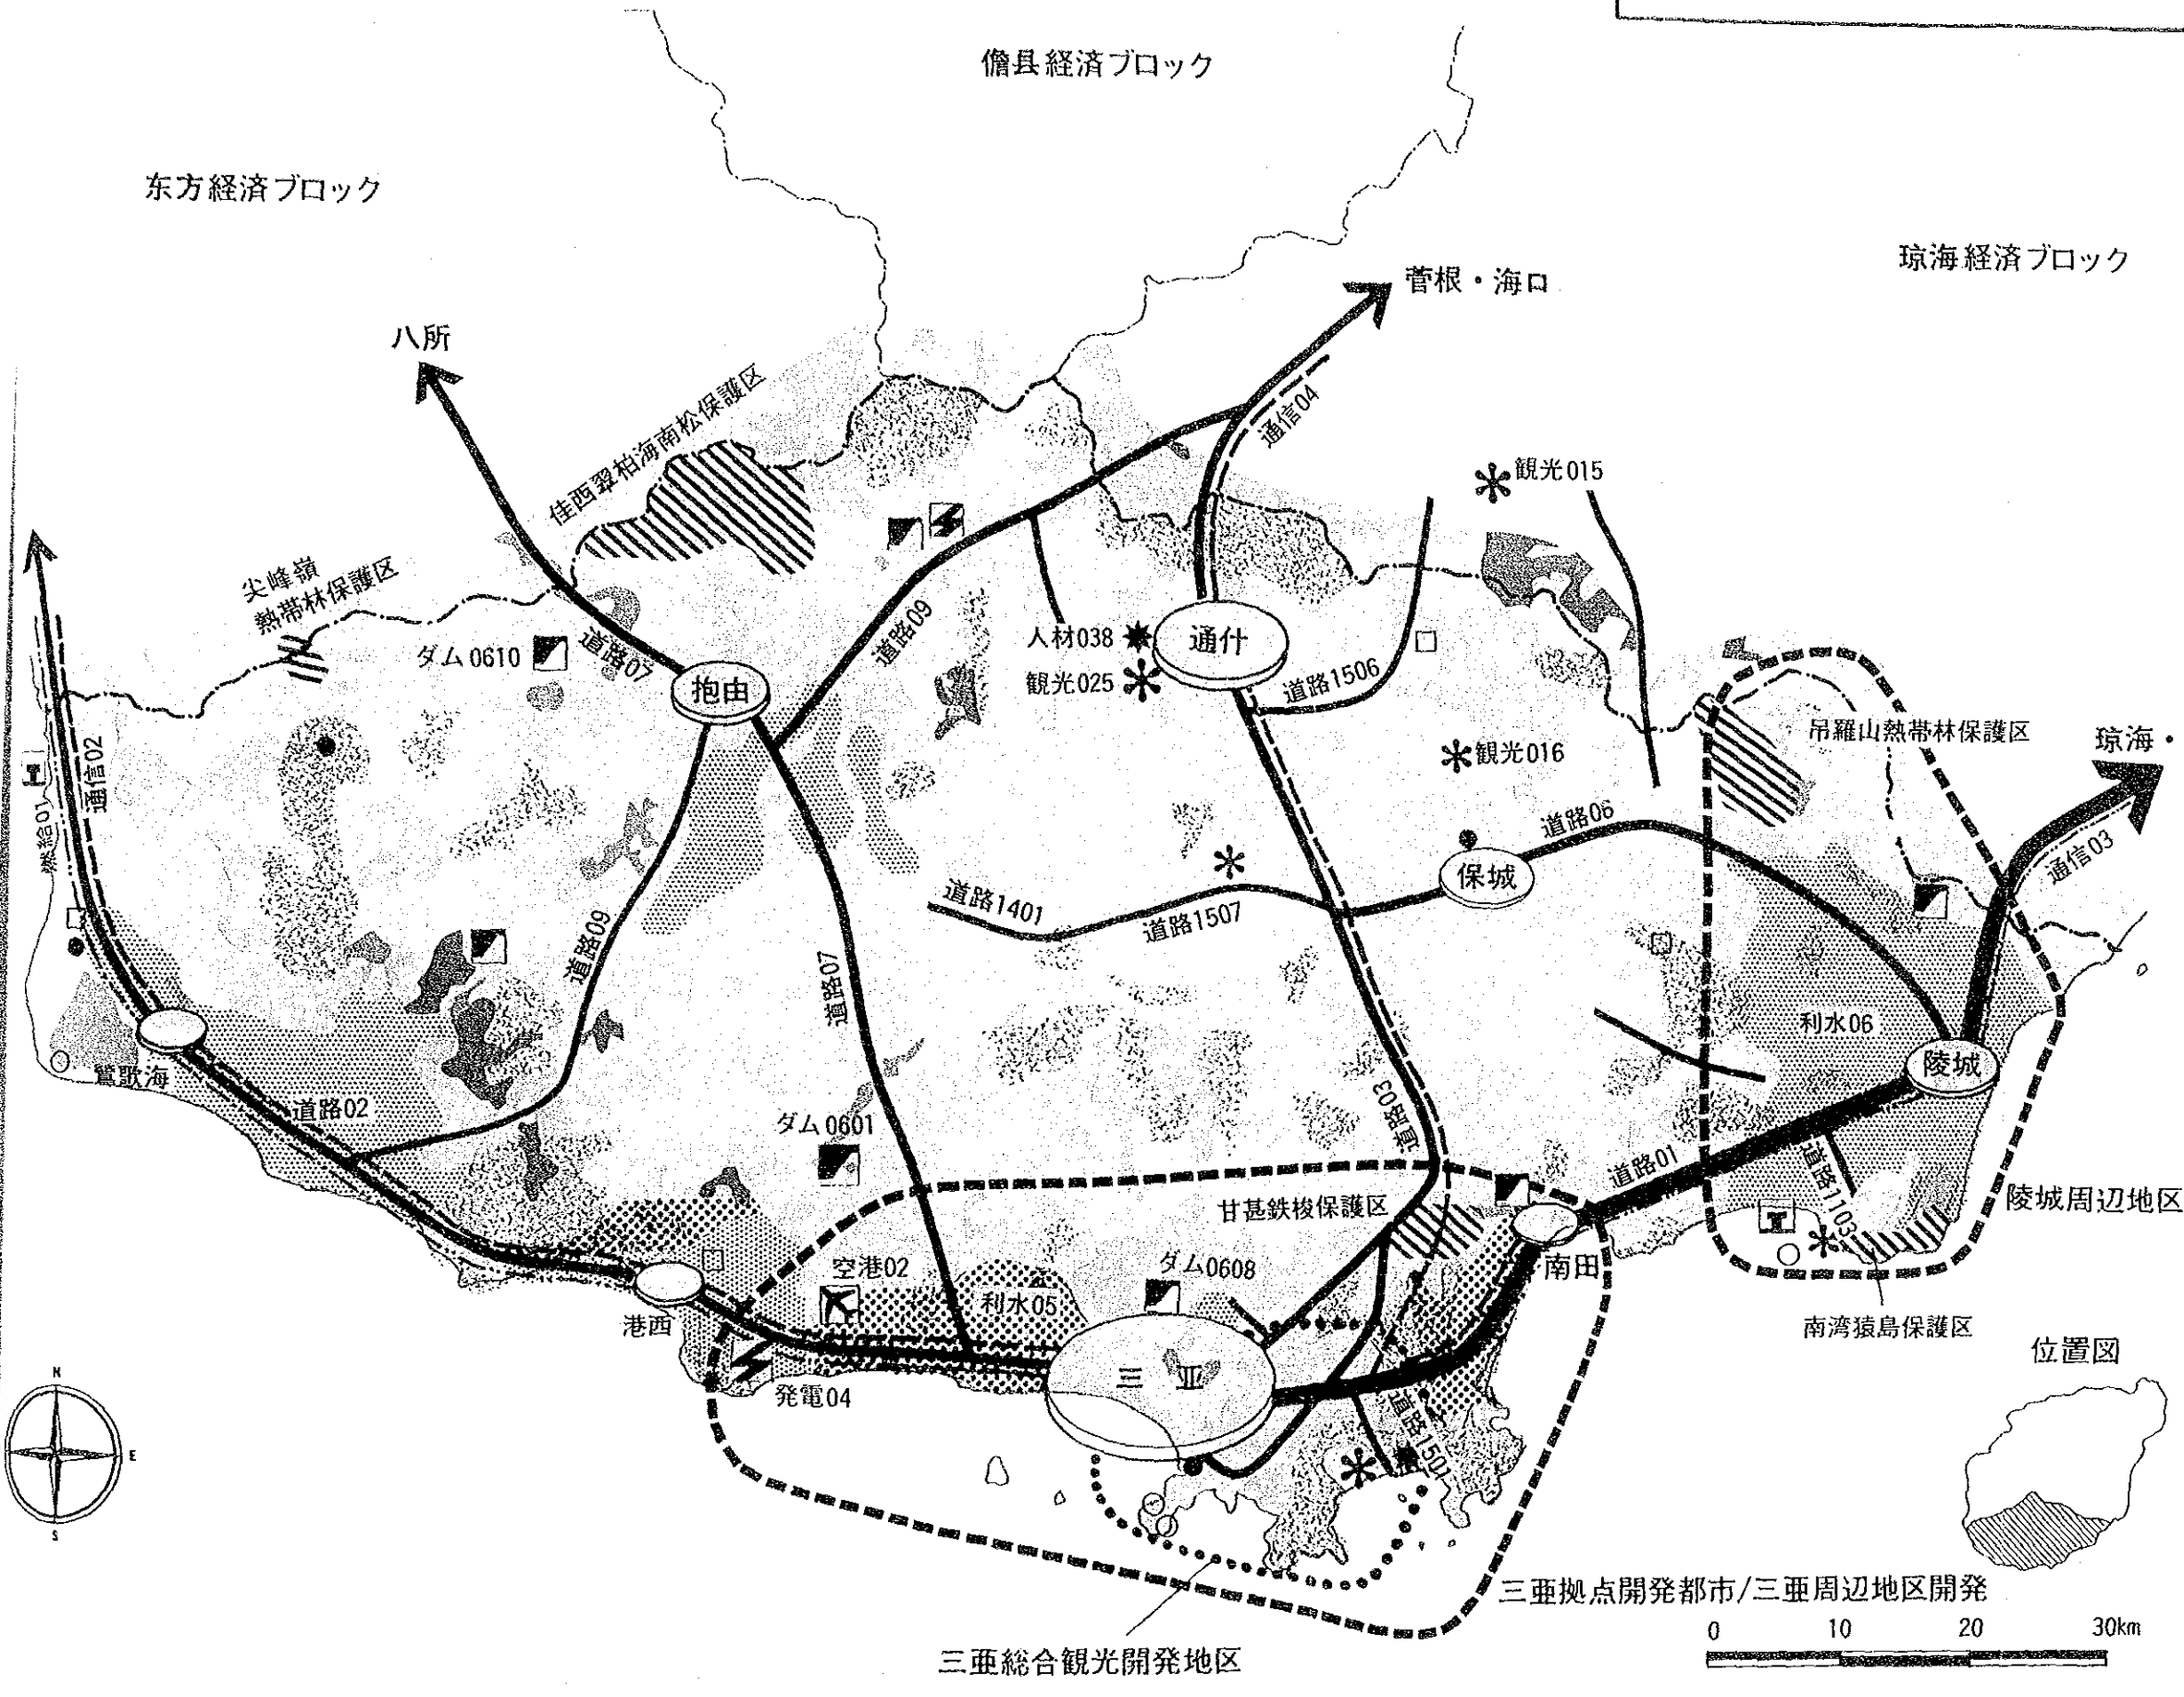 儋县経済ブロック
东方経済ブロック
琼海経済ブロック
菅根・海口
八所
佳西翠柏海南松保護区
通信04
観光015
尖峰嶺
熱帯林保護区
ダム0610
道路07
道路09
人材038
通什
観光025
道路1506
抱由
吊羅山熱帯林保護区
琼海・
通信02
観光016
燃給01
道路06
通信03
保城
道路1401
道路1507
道路09
道路07
利水06
陵城
鶯歌海
道路02
ダム0601
道路03
道路01
道路1103
陵城周辺地区
甘甚鉄梭保護区
空港02
ダム0608
南田
利水05
港西
南湾猿島保護区
位置図
三亜
発電04
道路1501
N
E
S
三亜拠点開発都市/三亜周辺地区開発
0 10 20 30km
三亜総合観光開発地区